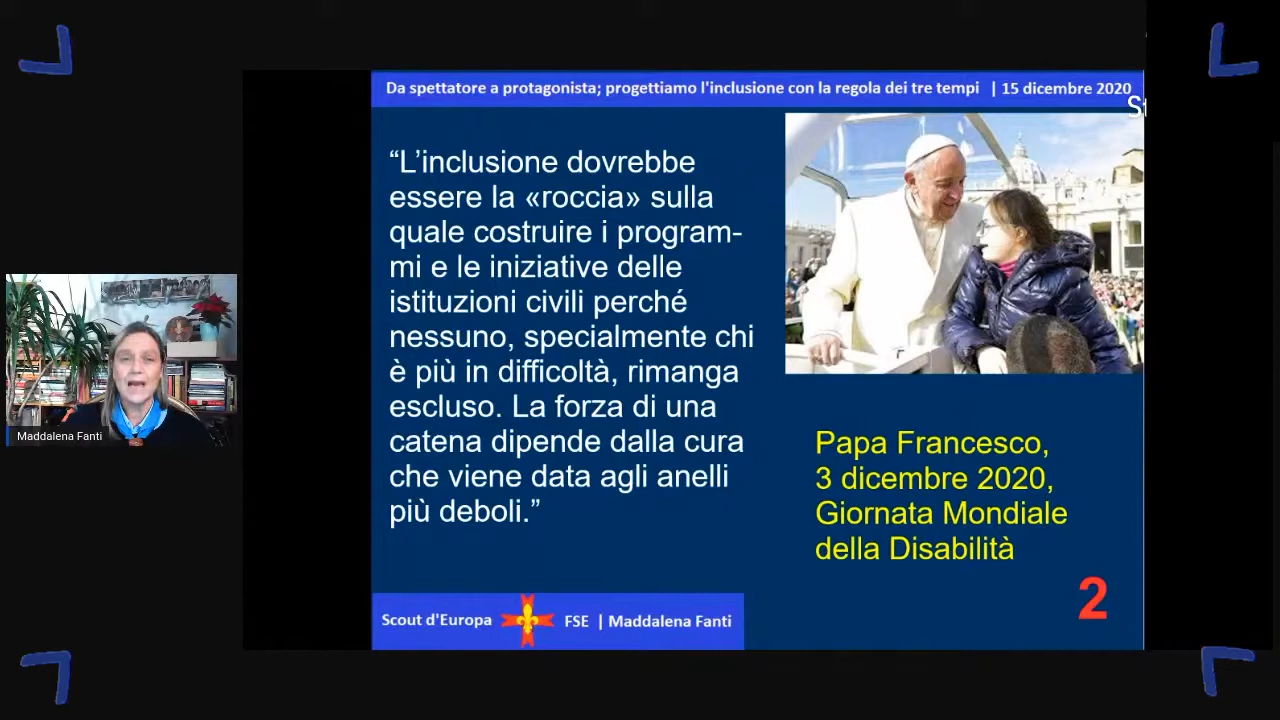 Da spettatore a protagonista; progettiamo l'inclusione con la regola dei tre tempi | 15 dicembre 2020
“L’inclusione dovrebbe
essere la «roccia» sulla
quale costruire i program-
mi e le iniziative delle
istituzioni civili perché
nessuno, specialmente chi
è più in difficoltà, rimanga
escluso. La forza di una
catena dipende dalla cura
che viene data agli anelli
più deboli.”
Papa Francesco,
3 dicembre 2020,
Giornata Mondiale
della Disabilità
2
Scout d'Europa FSE | Maddalena Fanti
Maddalena Fanti